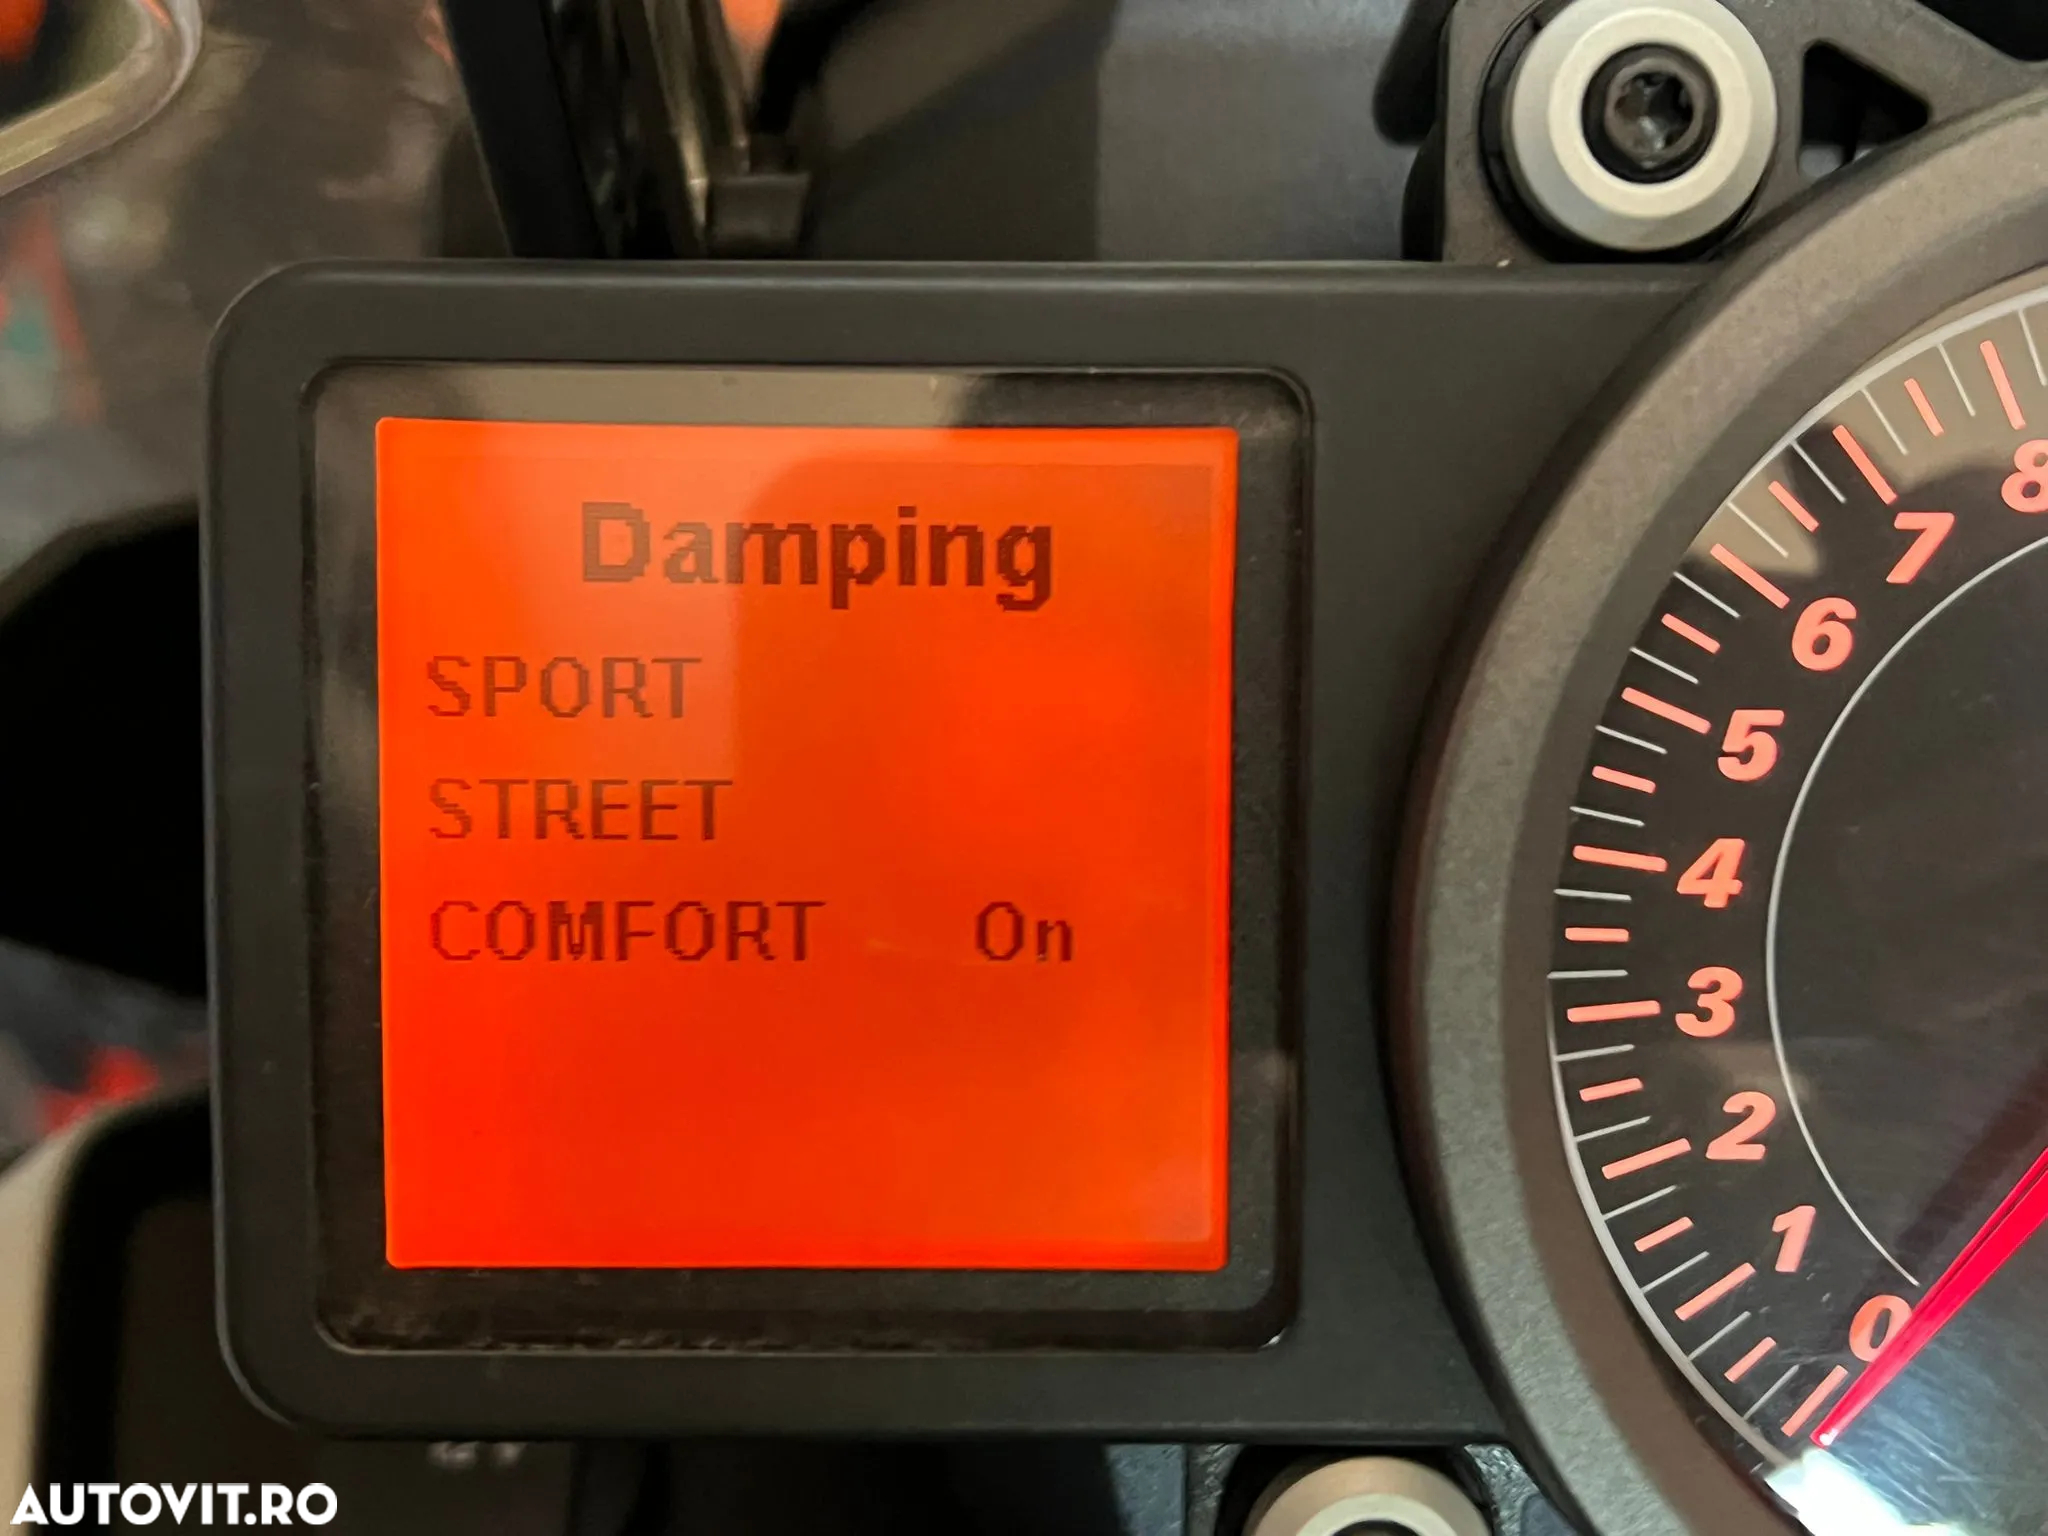 Damping
SPORT
STREET
COMFORT On
8
7
6
5
4
3
2
1
0
AUTOVIT.RO